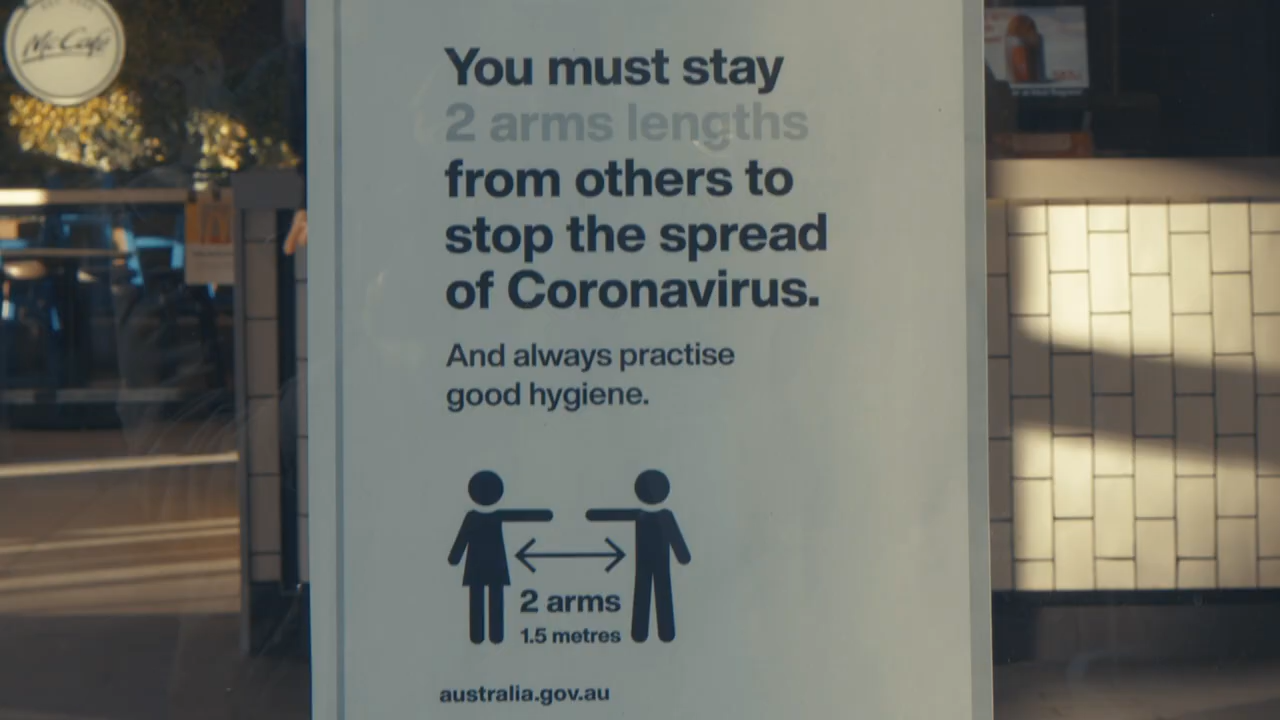 McCafé
You must stay
2 arms lengths
from others to
stop the spread
of Coronavirus.
And always practise
good hygiene.
2 arms
1.5 metres
australia.gov.au